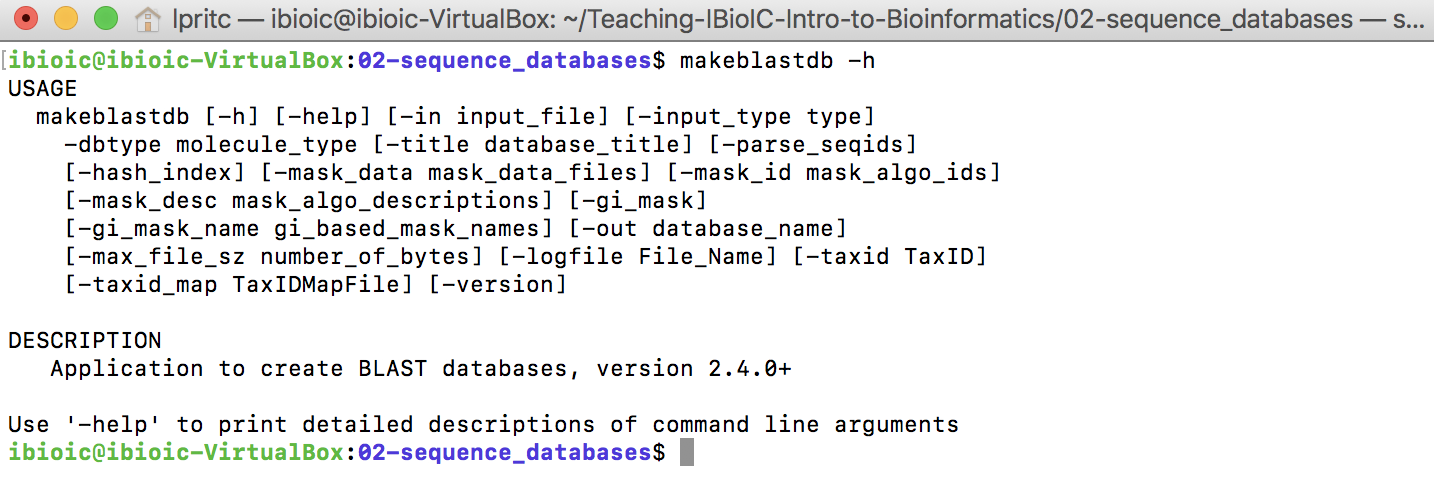 lpritc — ibioic@ibioic-VirtualBox: ~/Teaching-IBioIC-Intro-to-Bioinformatics/02-sequence_databases — s...
[ibioic@ibioic-VirtualBox:02-sequence_databases$ makeblastdb -h
USAGE
  makeblastdb [-h] [-help] [-in input_file] [-input_type type]
    -dbtype molecule_type [-title database_title] [-parse_seqids]
    [-hash_index] [-mask_data mask_data_files] [-mask_id mask_algo_ids]
    [-mask_desc mask_algo_descriptions] [-gi_mask]
    [-gi_mask_name gi_based_mask_names] [-out database_name]
    [-max_file_sz number_of_bytes] [-logfile File_Name] [-taxid TaxID]
    [-taxid_map TaxIDMapFile] [-version]
DESCRIPTION
   Application to create BLAST databases, version 2.4.0+
Use '-help' to print detailed descriptions of command line arguments
ibioic@ibioic-VirtualBox:02-sequence_databases$